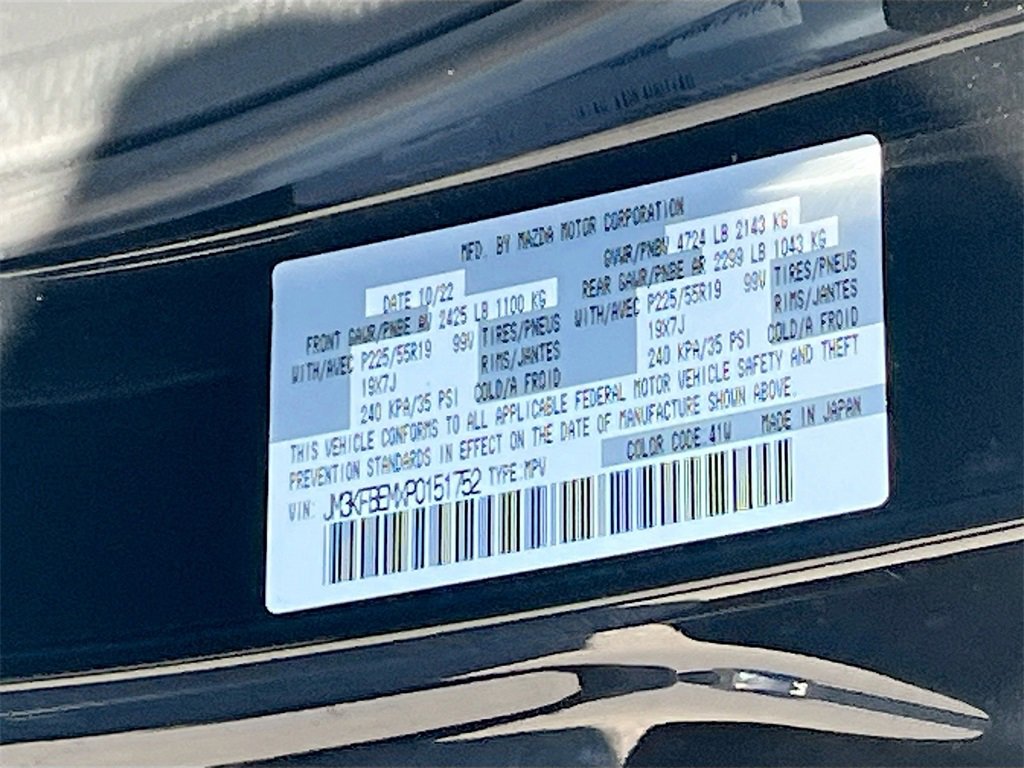 MFD. BY MAZDA MOTOR CORPORATION
DATE 10/22
GVWR/PNBV 4724 LB 2143 KG
FRONT GAWR/PNBE AV 2425 LB 1100 KG
REAR GAWR/PNBE AR 2299 LB 1043 KG
WITH/AVEC P225/55R19 99V TIRES/PNEUS
WITH/AVEC P225/55R19 99V TIRES/PNEUS
19X7J RIMS/JANTES
19X7J RIMS/JANTES
240 KPA/35 PSI COLD/A FROID
240 KPA/35 PSI COLD/A FROID
THIS VEHICLE CONFORMS TO ALL APPLICABLE FEDERAL MOTOR VEHICLE SAFETY AND THEFT
PREVENTION STANDARDS IN EFFECT ON THE DATE OF MANUFACTURE SHOWN ABOVE.
COLOR CODE:41W MADE IN JAPAN
VIN: JM3KFBEMXP0151752 TYPE:MPV